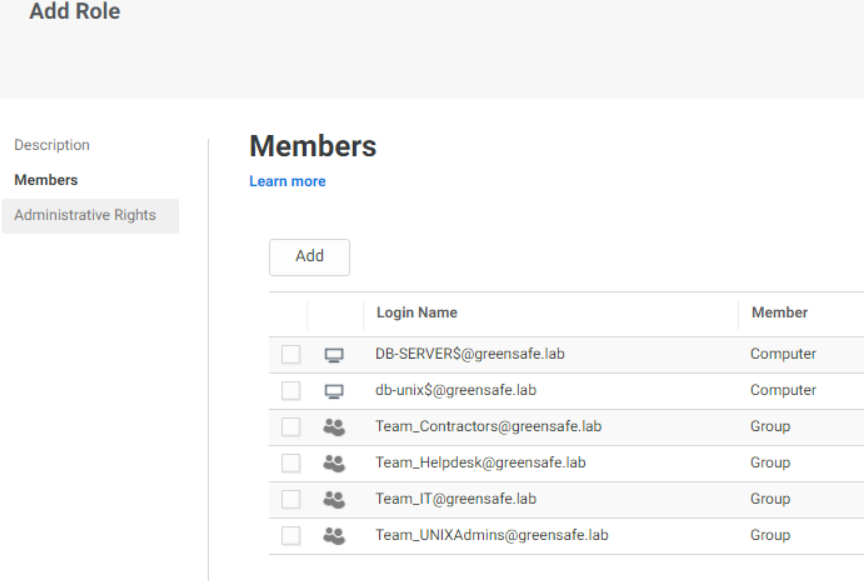 Add Role
Description
Members
Administrative Rights
Members
Learn more
Add
Login Name Member
DB-SERVER$@greensafe.lab Computer
db-unix$@greensafe.lab Computer
Team_Contractors@greensafe.lab Group
Team_Helpdesk@greensafe.lab Group
Team_IT@greensafe.lab Group
Team_UNIXAdmins@greensafe.lab Group